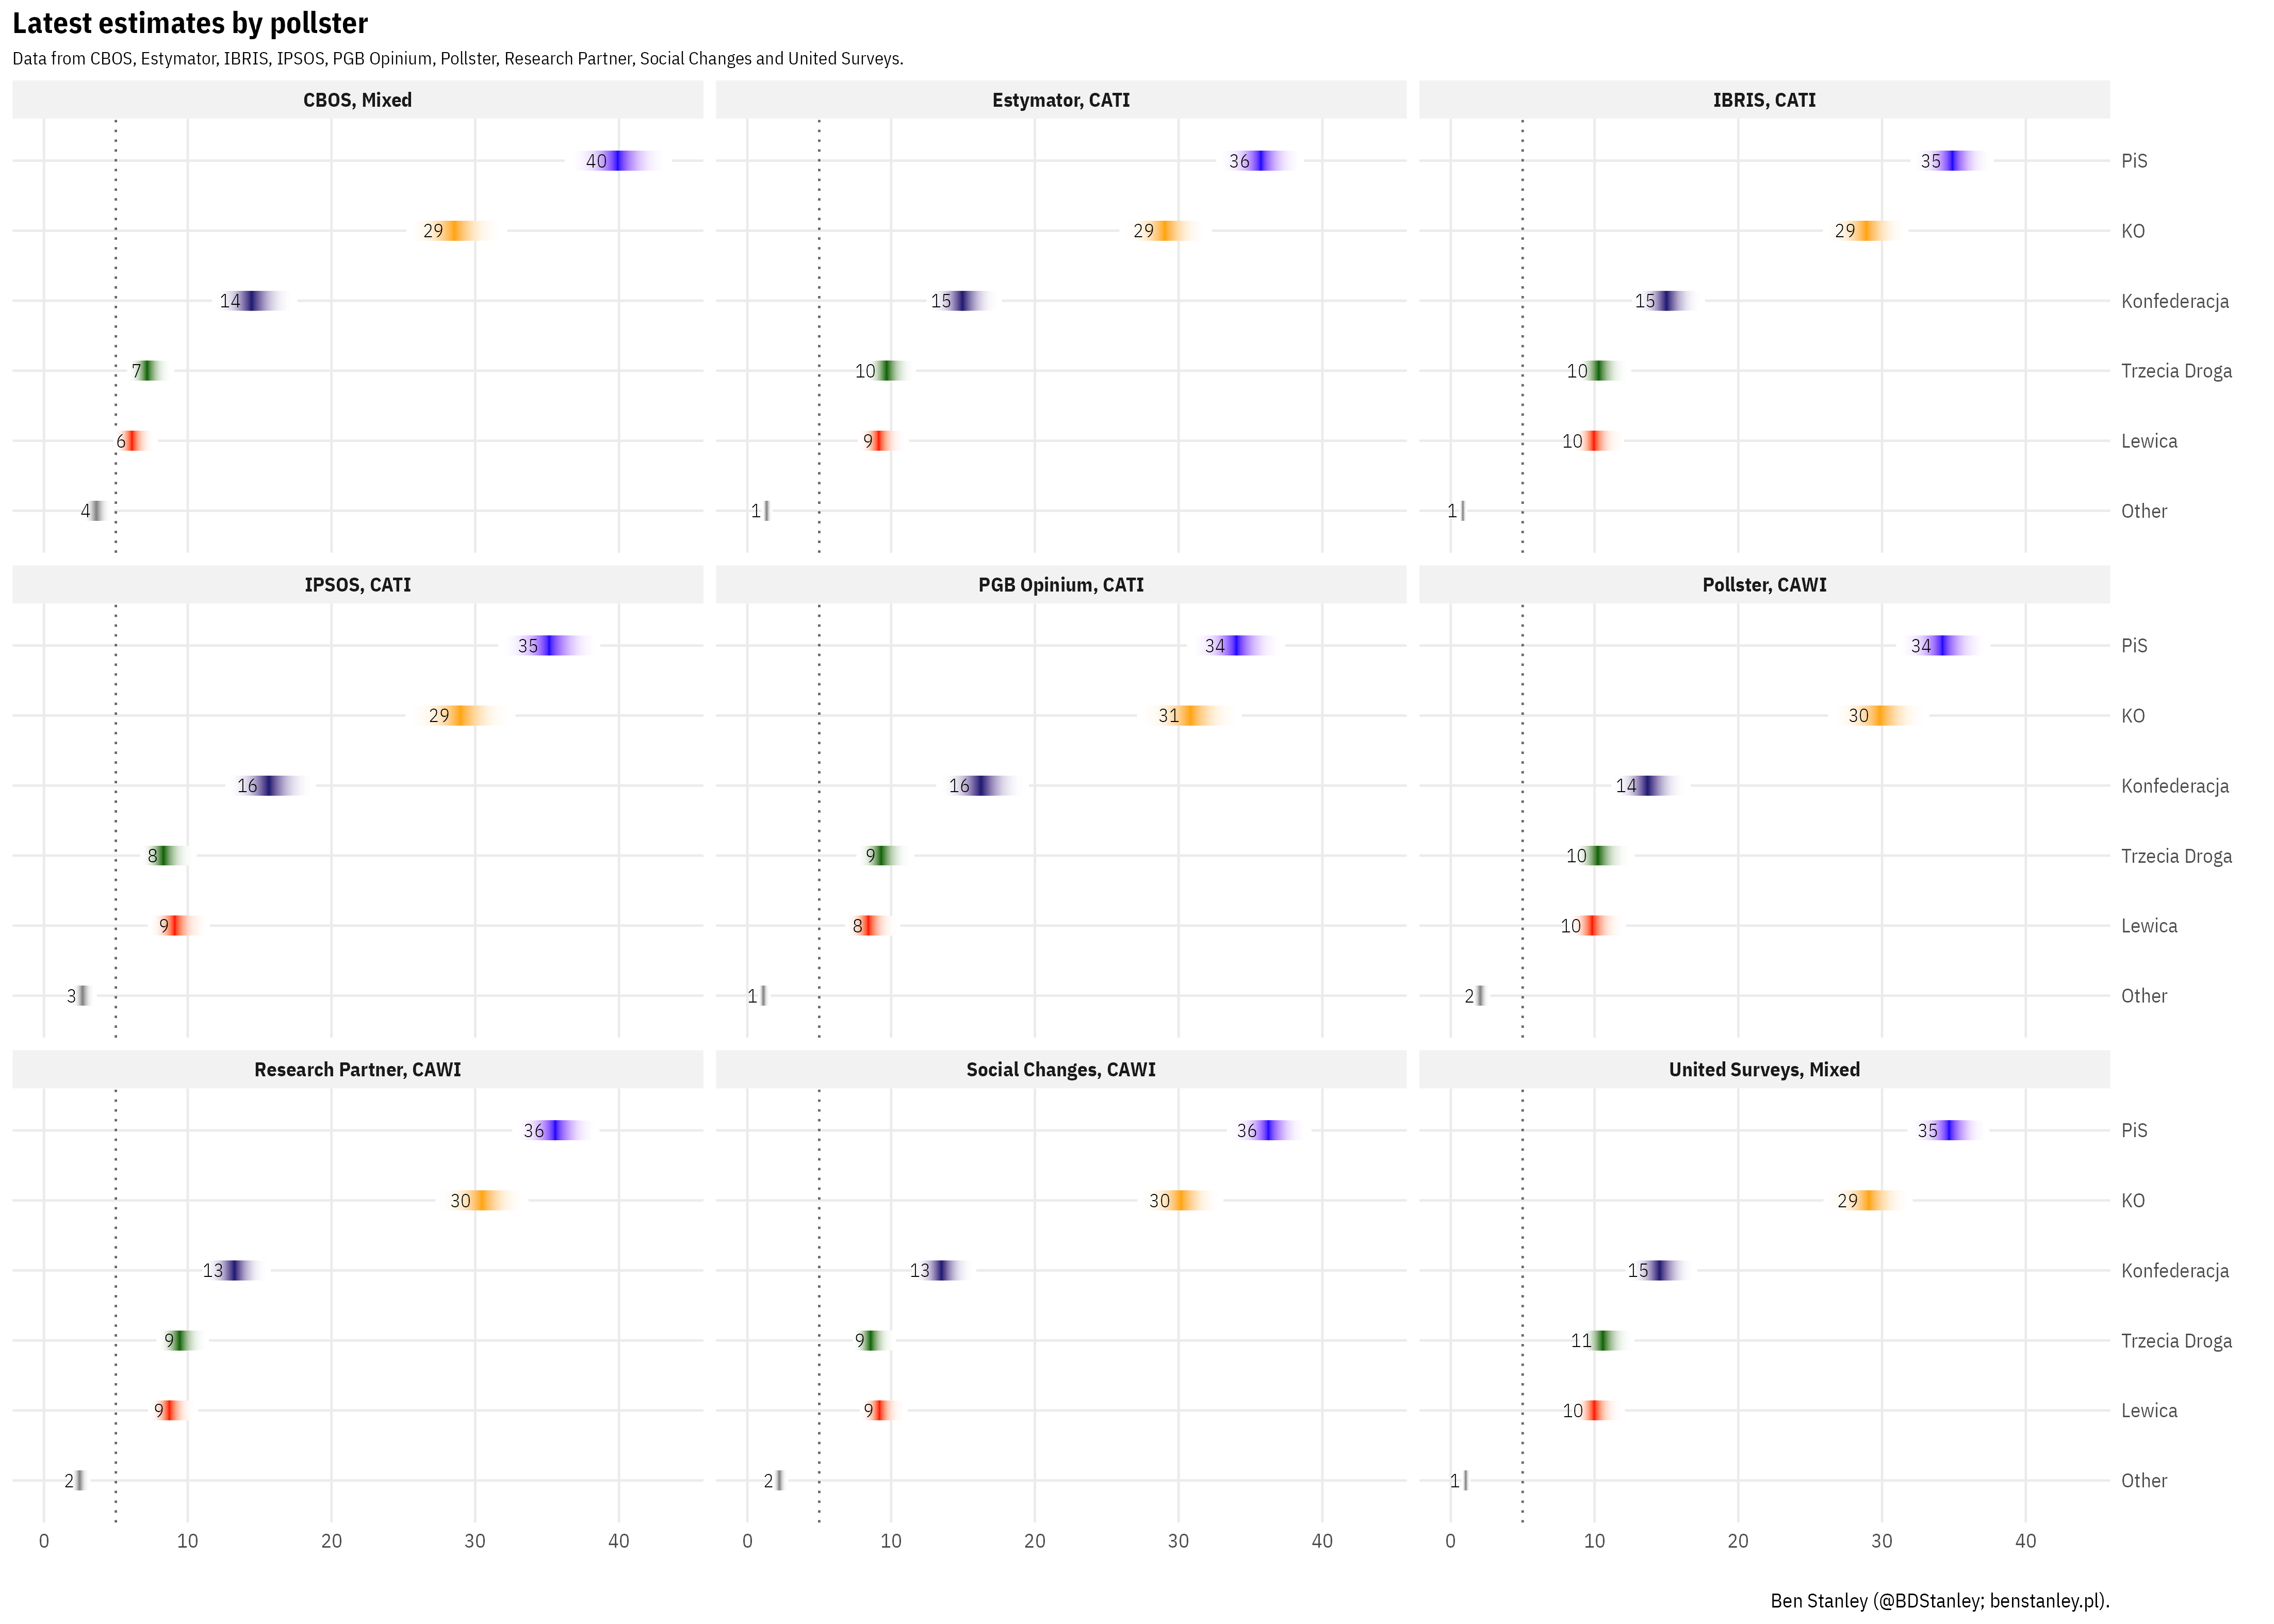 Latest estimates by pollster
Data from CBOS, Estymator, IBRIS, IPSOS, PGB Opinium, Pollster, Research Partner, Social Changes and United Surveys.
CBOS, Mixed Estymator, CATI IBRIS, CATI
40 36 35 PiS
29 29 29 KO
14 15 15 Konfederacja
7 10 10 Trzecia Droga
6 9 10 Lewica
4 1 1 Other
IPSOS, CATI PGB Opinium, CATI Pollster, CAWI
35 34 34 PiS
29 31 30 KO
16 16 14 Konfederacja
8 9 10 Trzecia Droga
9 8 10 Lewica
3 1 2 Other
Research Partner, CAWI Social Changes, CAWI United Surveys, Mixed
36 36 35 PiS
30 30 29 KO
13 13 15 Konfederacja
9 9 11 Trzecia Droga
9 9 10 Lewica
2 2 1 Other
0 10 20 30 40 0 10 20 30 40 0 10 20 30 40
Ben Stanley (@BDStanley; benstanley.pl).